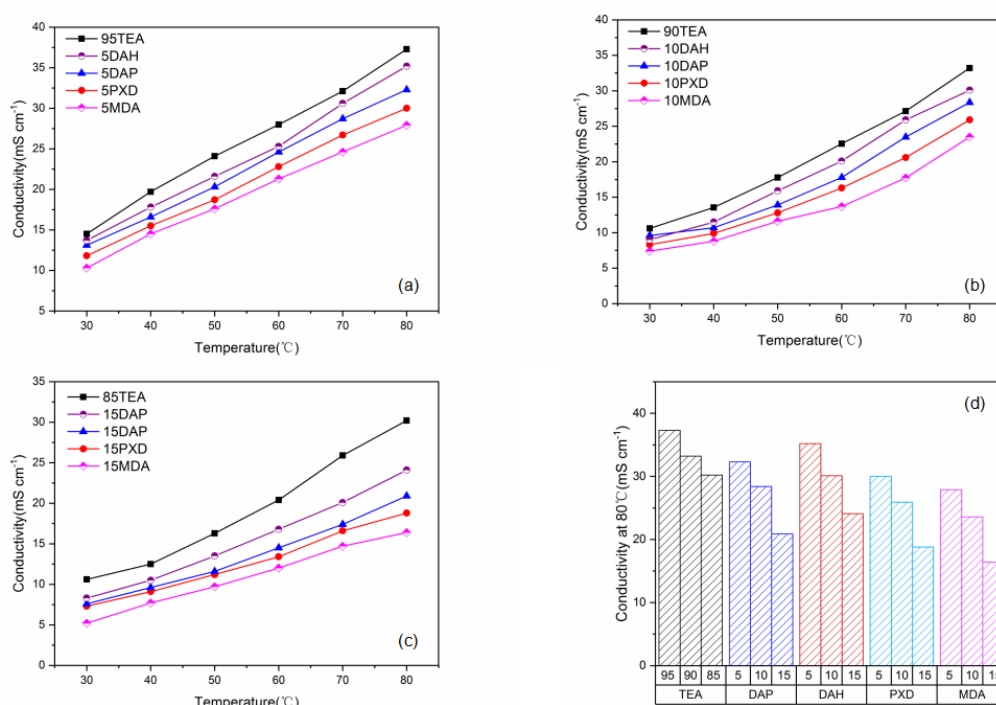 40
35
30
25
20
15
10
5
Conductivity(mS cm⁻¹)
95TEA
5DAH
5DAP
5PXD
5MDA
(a)
30 40 50 60 70 80
Temperature(℃)
40
35
30
25
20
15
10
5
0
Conductivity(mS cm⁻¹)
90TEA
10DAH
10DAP
10PXD
10MDA
(b)
30 40 50 60 70 80
Temperature(℃)
35
30
25
20
15
10
5
0
Conductivity(mS cm⁻¹)
85TEA
15DAP
15DAP
15PXD
15MDA
(c)
30 40 50 60 70 80
Temperature(℃)
40
30
20
10
0
Conductivity at 80℃(mS cm⁻¹)
(d)
95 90 85 5 10 15 5 10 15 5 10 15 5 10 15
TEA DAP DAH PXD MDA